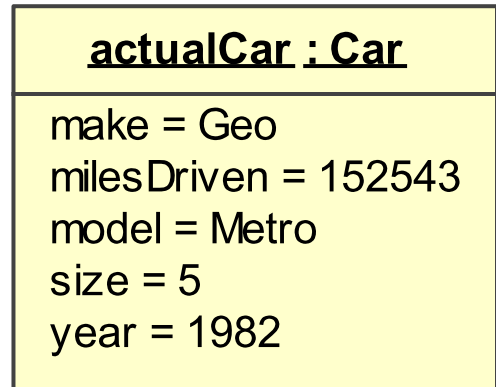 actualCar : Car
make = Geo
milesDriven = 152543
model = Metro
size = 5
year = 1982